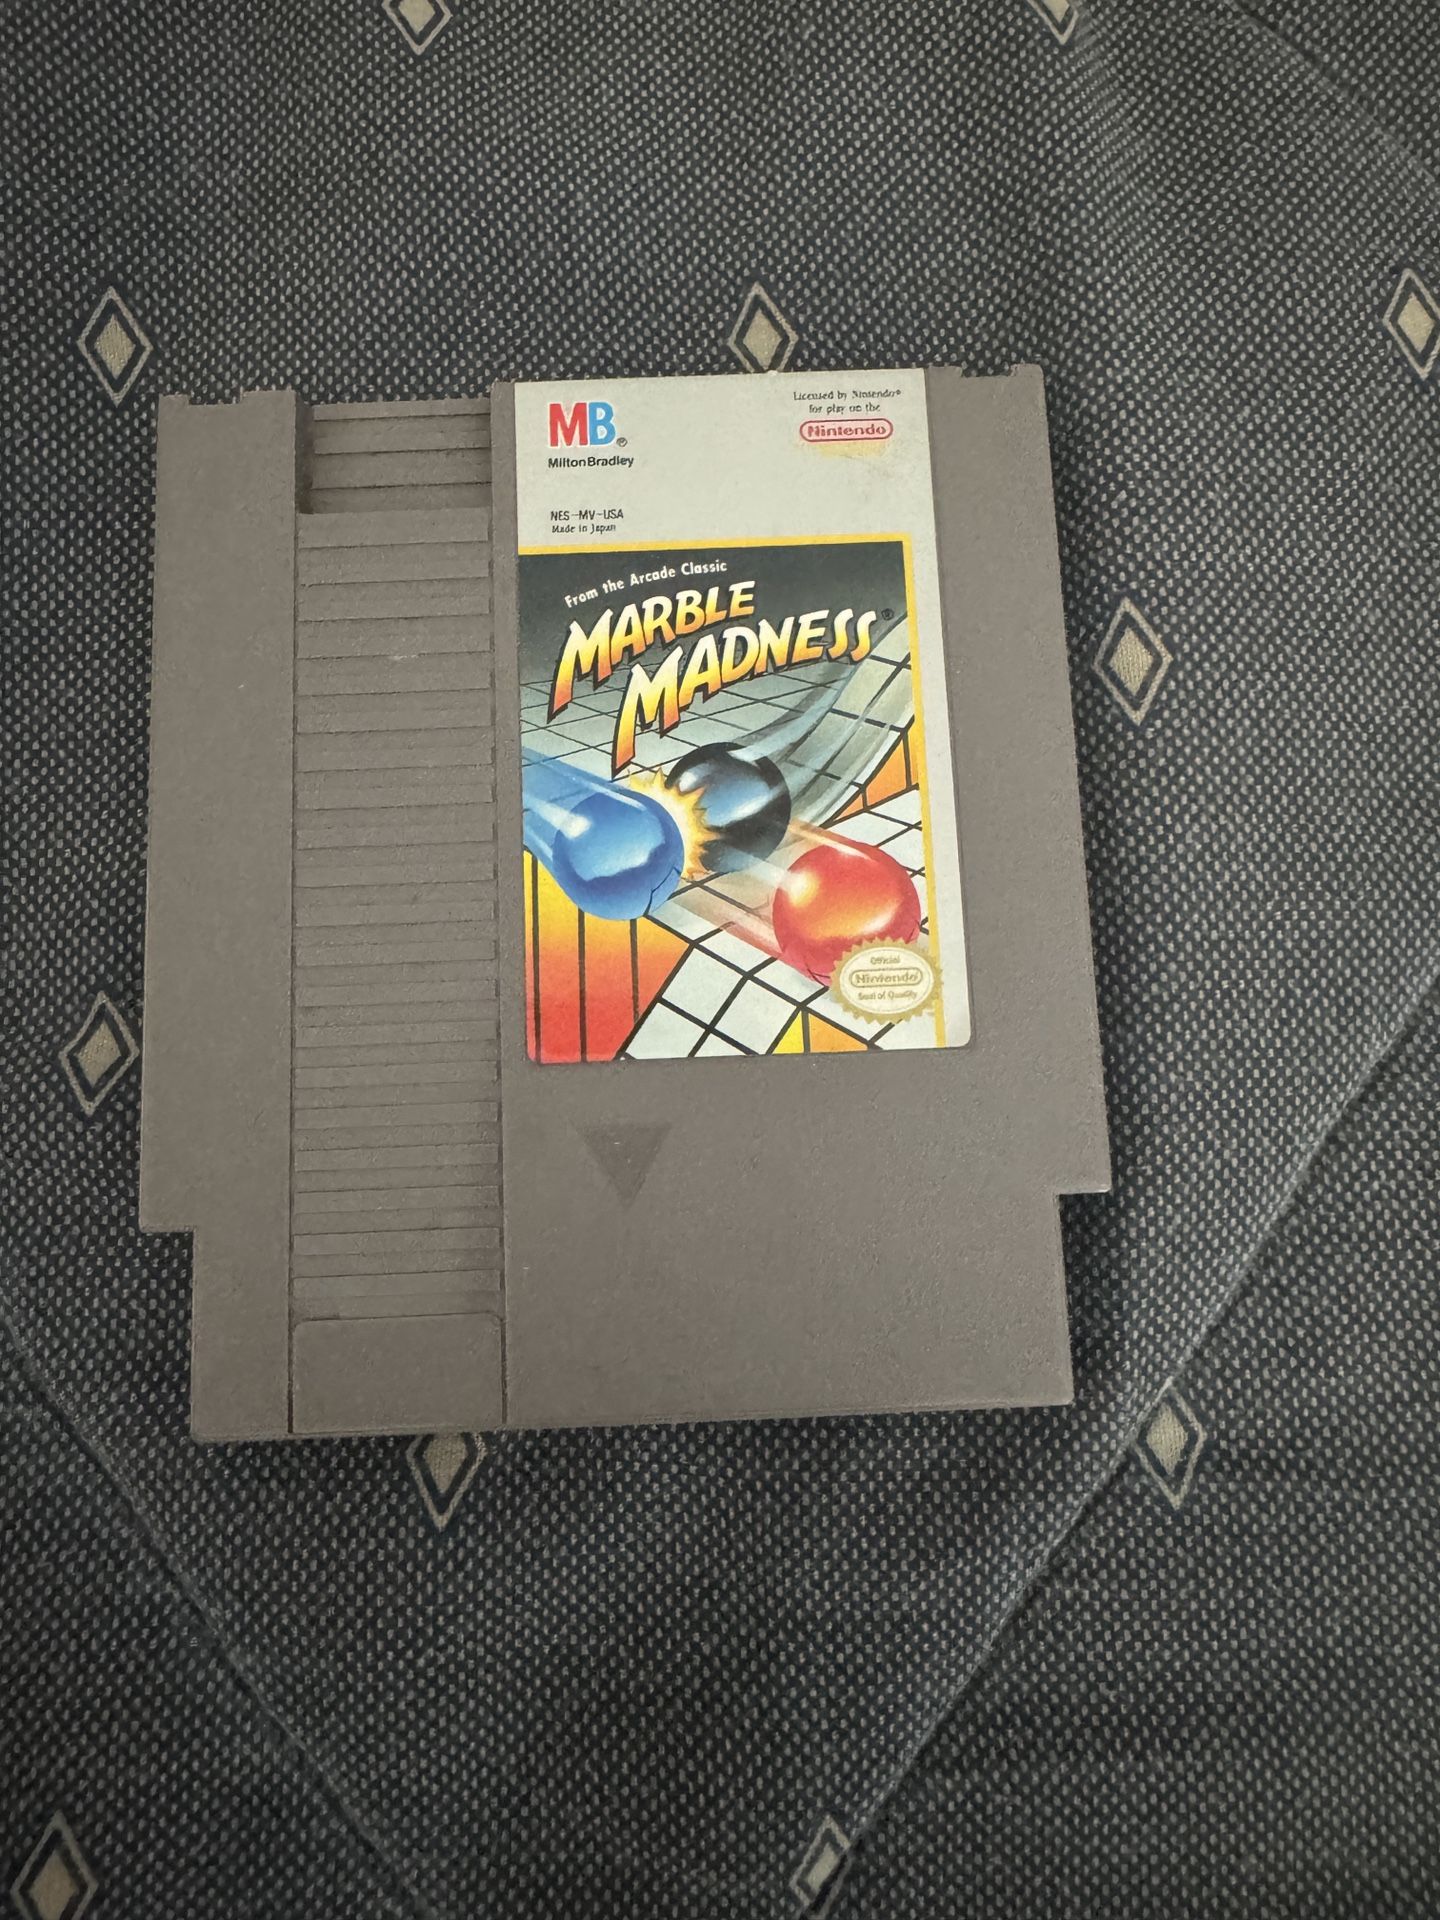 MB®
MiltonBradley
Licensed by Nintendo®
for play on the
Nintendo
NES-MV-USA
Made in Japan
From the Arcade Classic
MARBLE
MADNESS®
Official
Nintendo
Seal of Quality